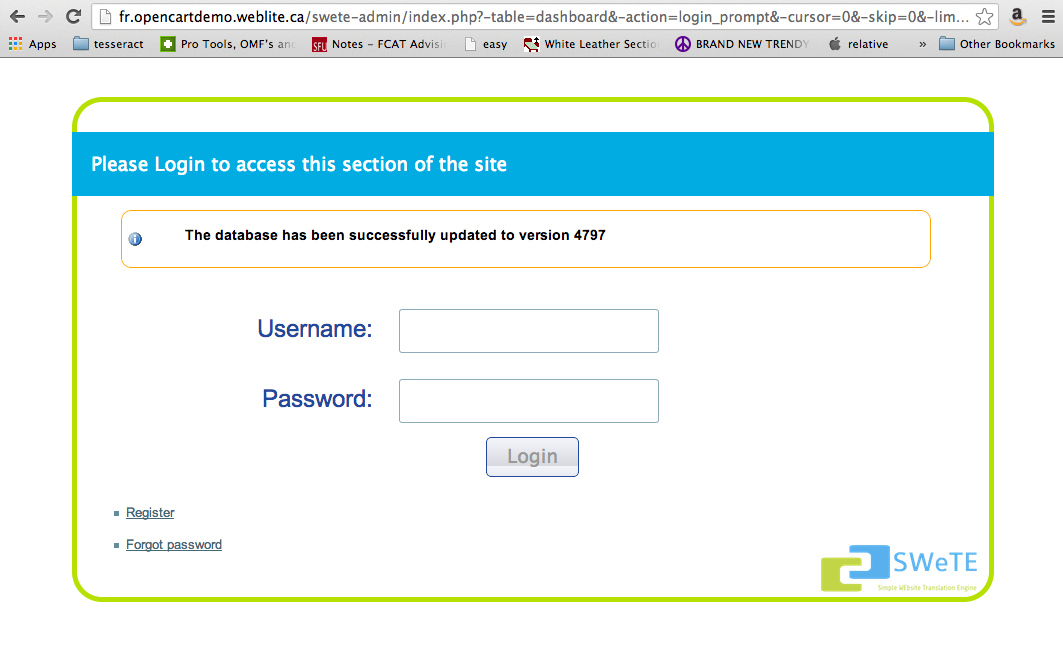 fr.opencartdemo.weblite.ca/swete-admin/index.php?-table=dashboard&-action=login_prompt&-cursor=0&-skip=0&-lim...
Apps tesseract Pro Tools, OMF's and SFU Notes – FCAT Advisi easy White Leather Sectio BRAND NEW TRENDY relative » Other Bookmarks
Please Login to access this section of the site
The database has been successfully updated to version 4797
Username:
Password:
Login
Register
Forgot password
SWeTE
Simple WEbsite Translation Engine